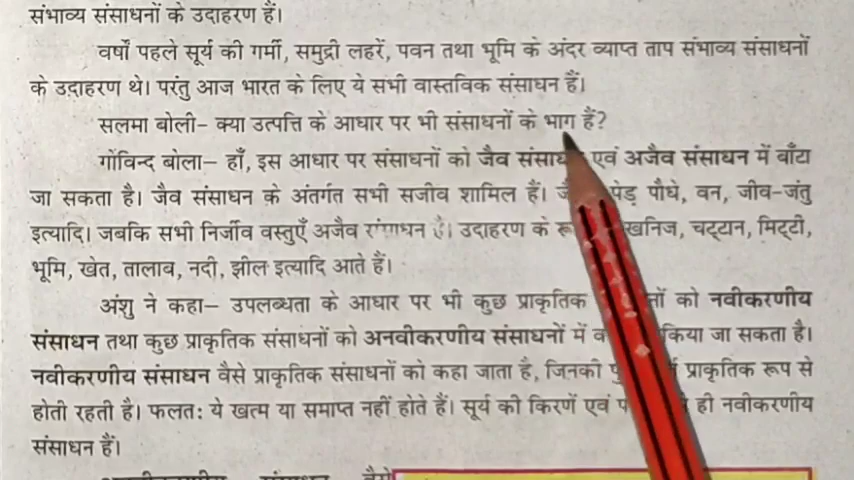 संभाव्य संसाधनों के उदाहरण हैं।
वर्षों पहले सूर्य की गर्मी, समुद्री लहरें, पवन तथा भूमि के अंदर व्याप्त ताप संभाव्य संसाधनों
के उदाहरण थे। परंतु आज भारत के लिए ये सभी वास्तविक संसाधन हैं।
सलमा बोली– क्या उत्पत्ति के आधार पर भी संसाधनों के भाग हैं?
गोविन्द बोला– हाँ, इस आधार पर संसाधनों को जैव एवं अजैव संसाधन में बाँटा
जा सकता है। जैव संसाधन के अंतर्गत सभी सजीव शामिल हैं। पेड़ पौधे, वन, जीव-जंतु
इत्यादि। जबकि सभी निर्जीव वस्तुएँ अजैव संसाधन हैं। उदाहरण के खनिज, चट्टान, मिट्टी,
भूमि, खेत, तालाब, नदी, झील इत्यादि आते हैं।
अंशु ने कहा– उपलब्धता के आधार पर भी कुछ प्राकृतिक को नवीकरणीय
संसाधन तथा कुछ प्राकृतिक संसाधनों को अनवीकरणीय संसाधनों में किया जा सकता है।
नवीकरणीय संसाधन वैसे प्राकृतिक संसाधनों को कहा जाता है, जिनकी प्राकृतिक रूप से
होती रहती है। फलत: ये खत्म या समाप्त नहीं होते हैं। सूर्य की किरणें एवं ही नवीकरणीय
संसाधन हैं।